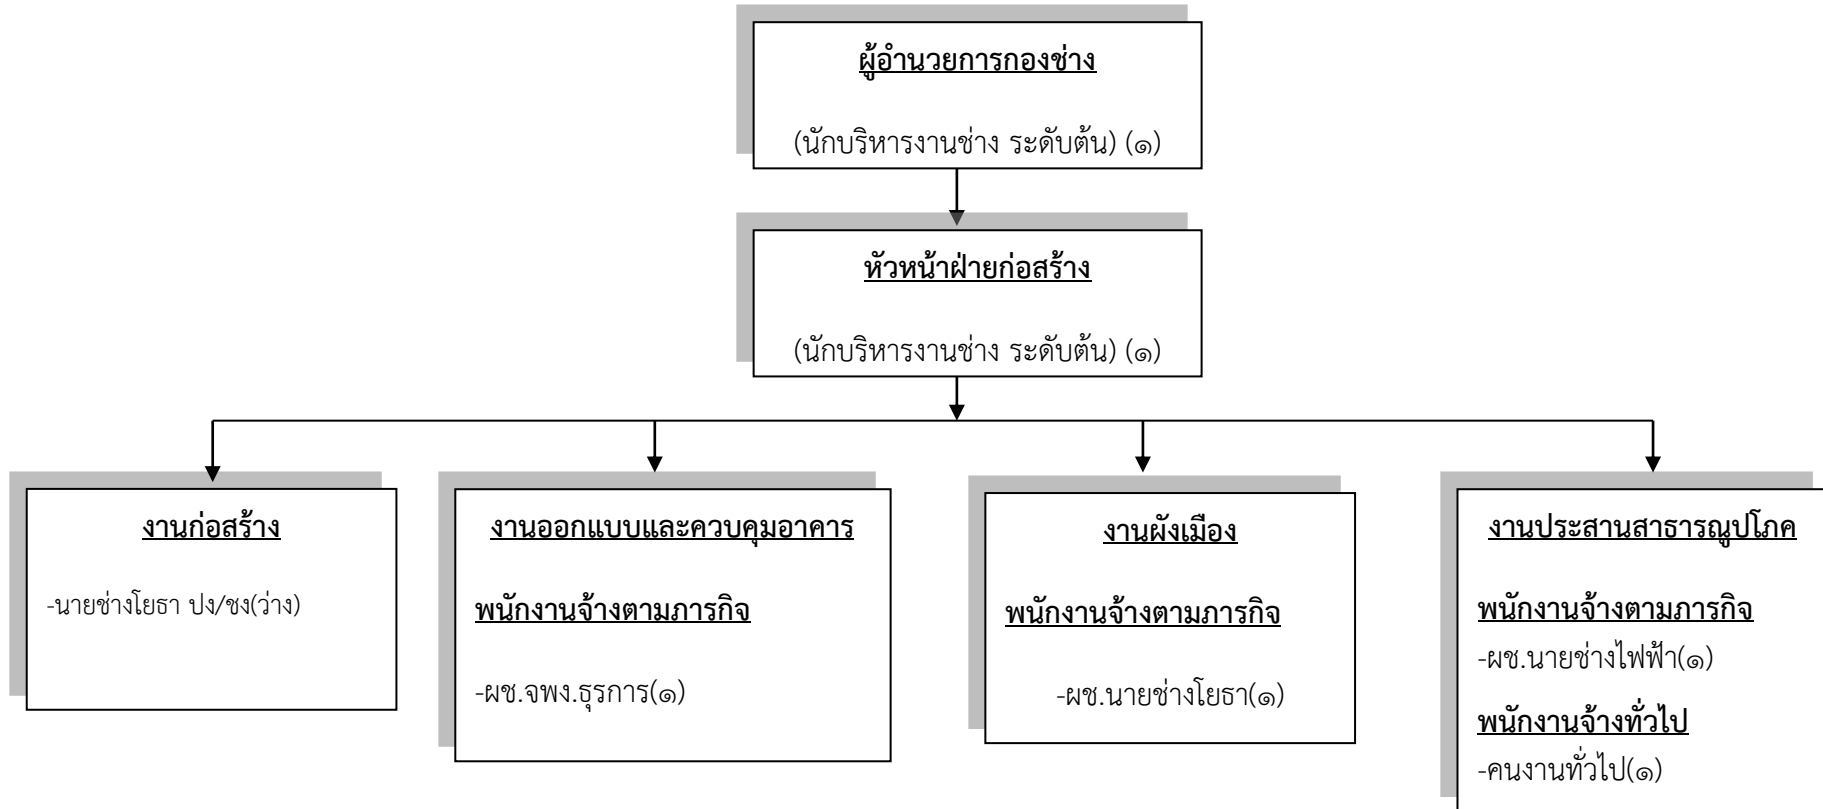 ผู้อำนวยการกองช่าง
(นักบริหารงานช่าง ระดับต้น) (๑)
หัวหน้าฝ่ายก่อสร้าง
(นักบริหารงานช่าง ระดับต้น) (๑)
งานก่อสร้าง
-นายช่างโยธา ปง/ชง(ว่าง)
งานออกแบบและควบคุมอาคาร
พนักงานจ้างตามภารกิจ
-ผช.จพง.ธุรการ(๑)
งานผังเมือง
พนักงานจ้างตามภารกิจ
-ผช.นายช่างโยธา(๑)
งานประสานสาธารณูปโภค
พนักงานจ้างตามภารกิจ
-ผช.นายช่างไฟฟ้า(๑)
พนักงานจ้างทั่วไป
-คนงานทั่วไป(๑)